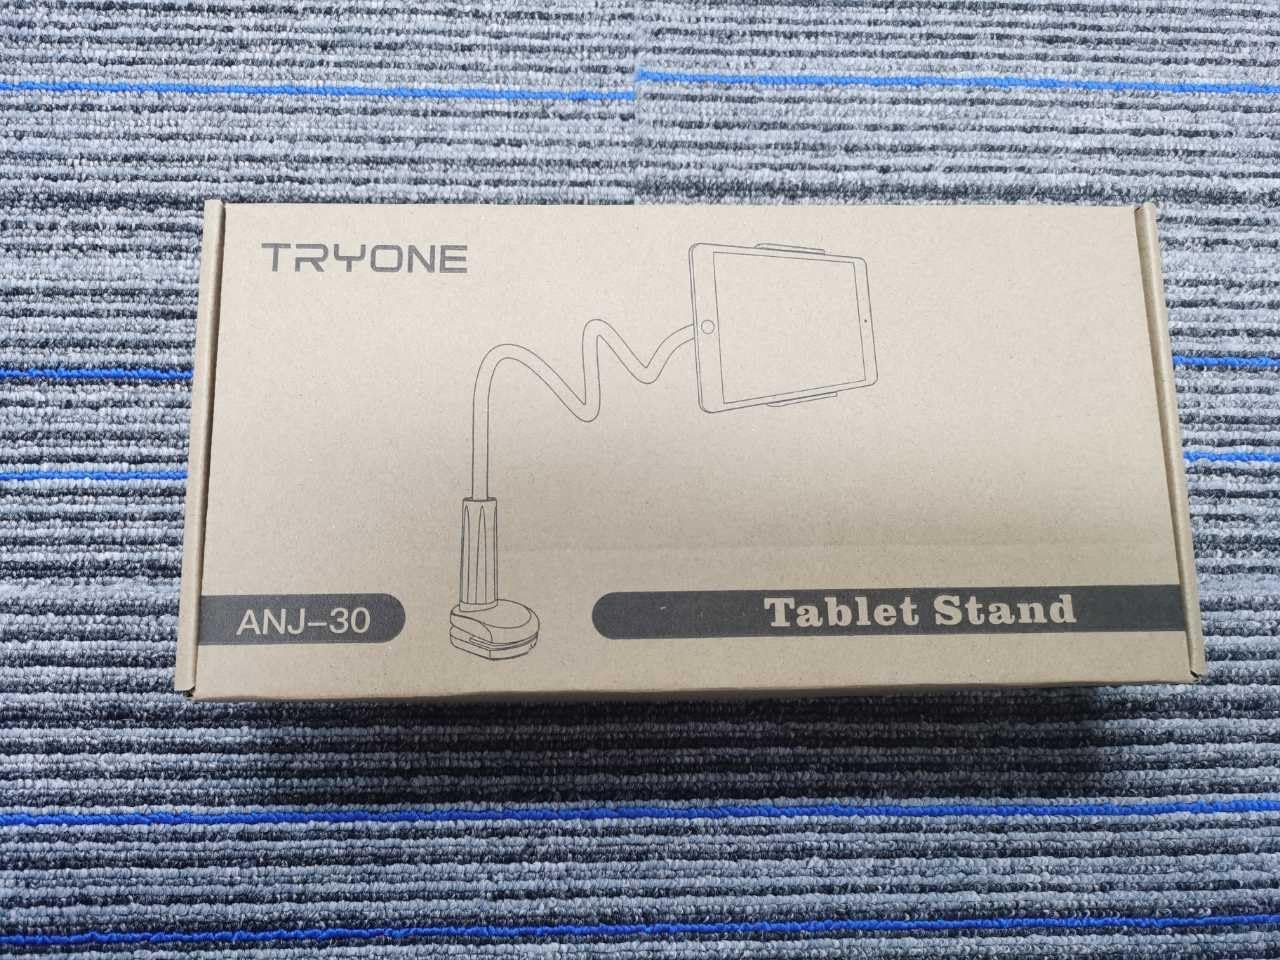 TRYONE
ANJ-30
Tablet Stand